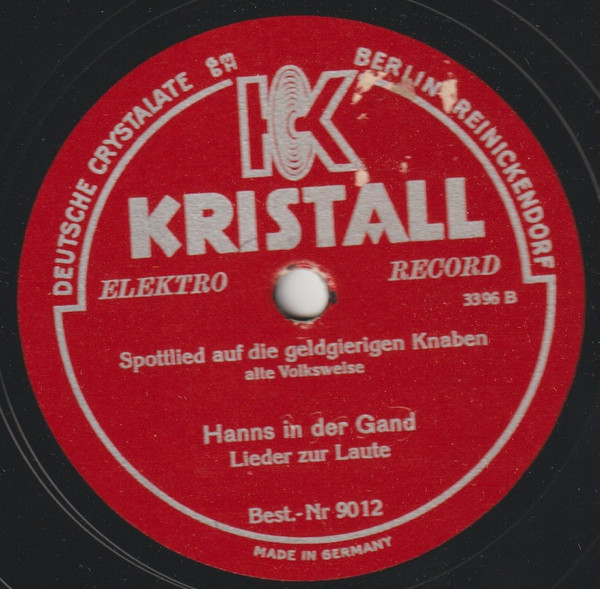 DEUTSCHE CRYSTALATE GMBH BERLIN-REINICKENDORF
K
KRISTALL
ELEKTRO RECORD
3396 B
Spottlied auf die geldgierigen Knaben
alte Volksweise
Hanns in der Gand
Lieder zur Laute
Best.-Nr 9012
MADE IN GERMANY